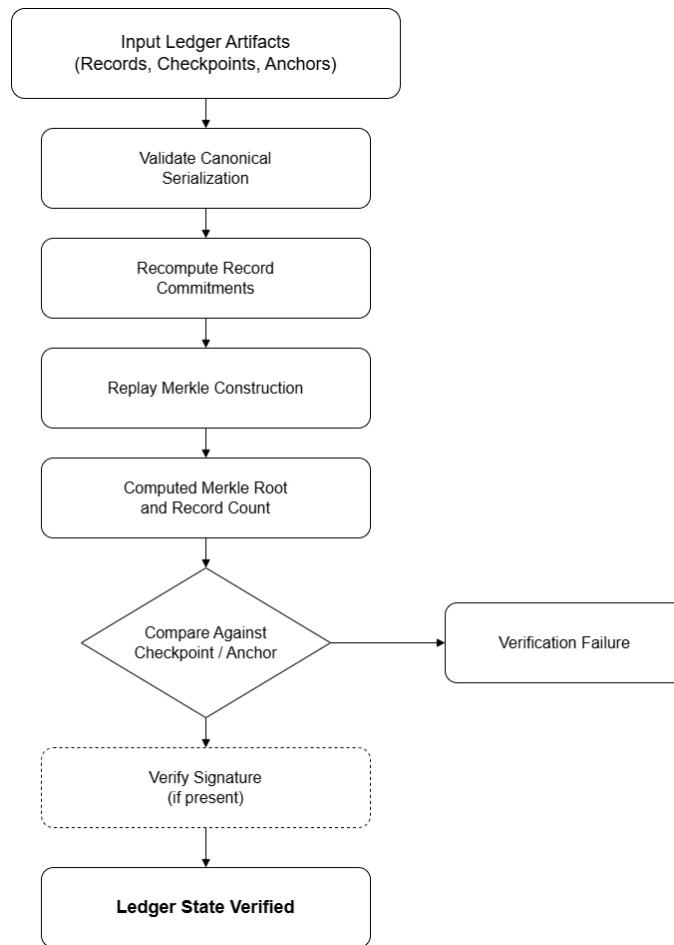 Input Ledger Artifacts
(Records, Checkpoints, Anchors)
Validate Canonical
Serialization
Recompute Record
Commitments
Replay Merkle Construction
Computed Merkle Root
and Record Count
Compare Against
Checkpoint / Anchor
Verification Failure
Verify Signature
(if present)
Ledger State Verified